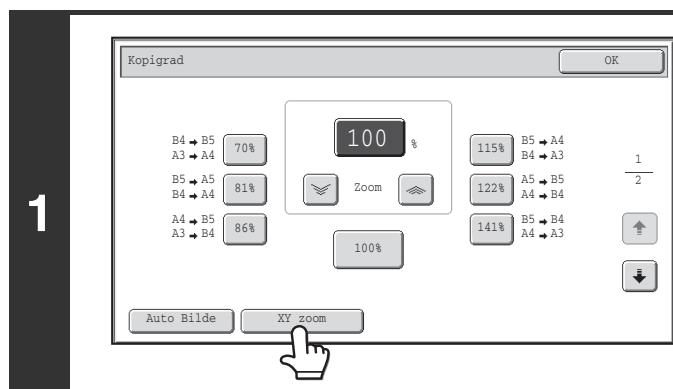 1
Kopigrad
OK
B4 → B5
A3 → A4
70%
B5 → A5
B4 → A4
81%
A4 → B5
A3 → B4
86%
100 %
Zoom
100%
115%
B5 → A4
B4 → A3
122%
A5 → B5
A4 → B4
141%
B5 → B4
A4 → A3
1
2
Auto Bilde
XY zoom